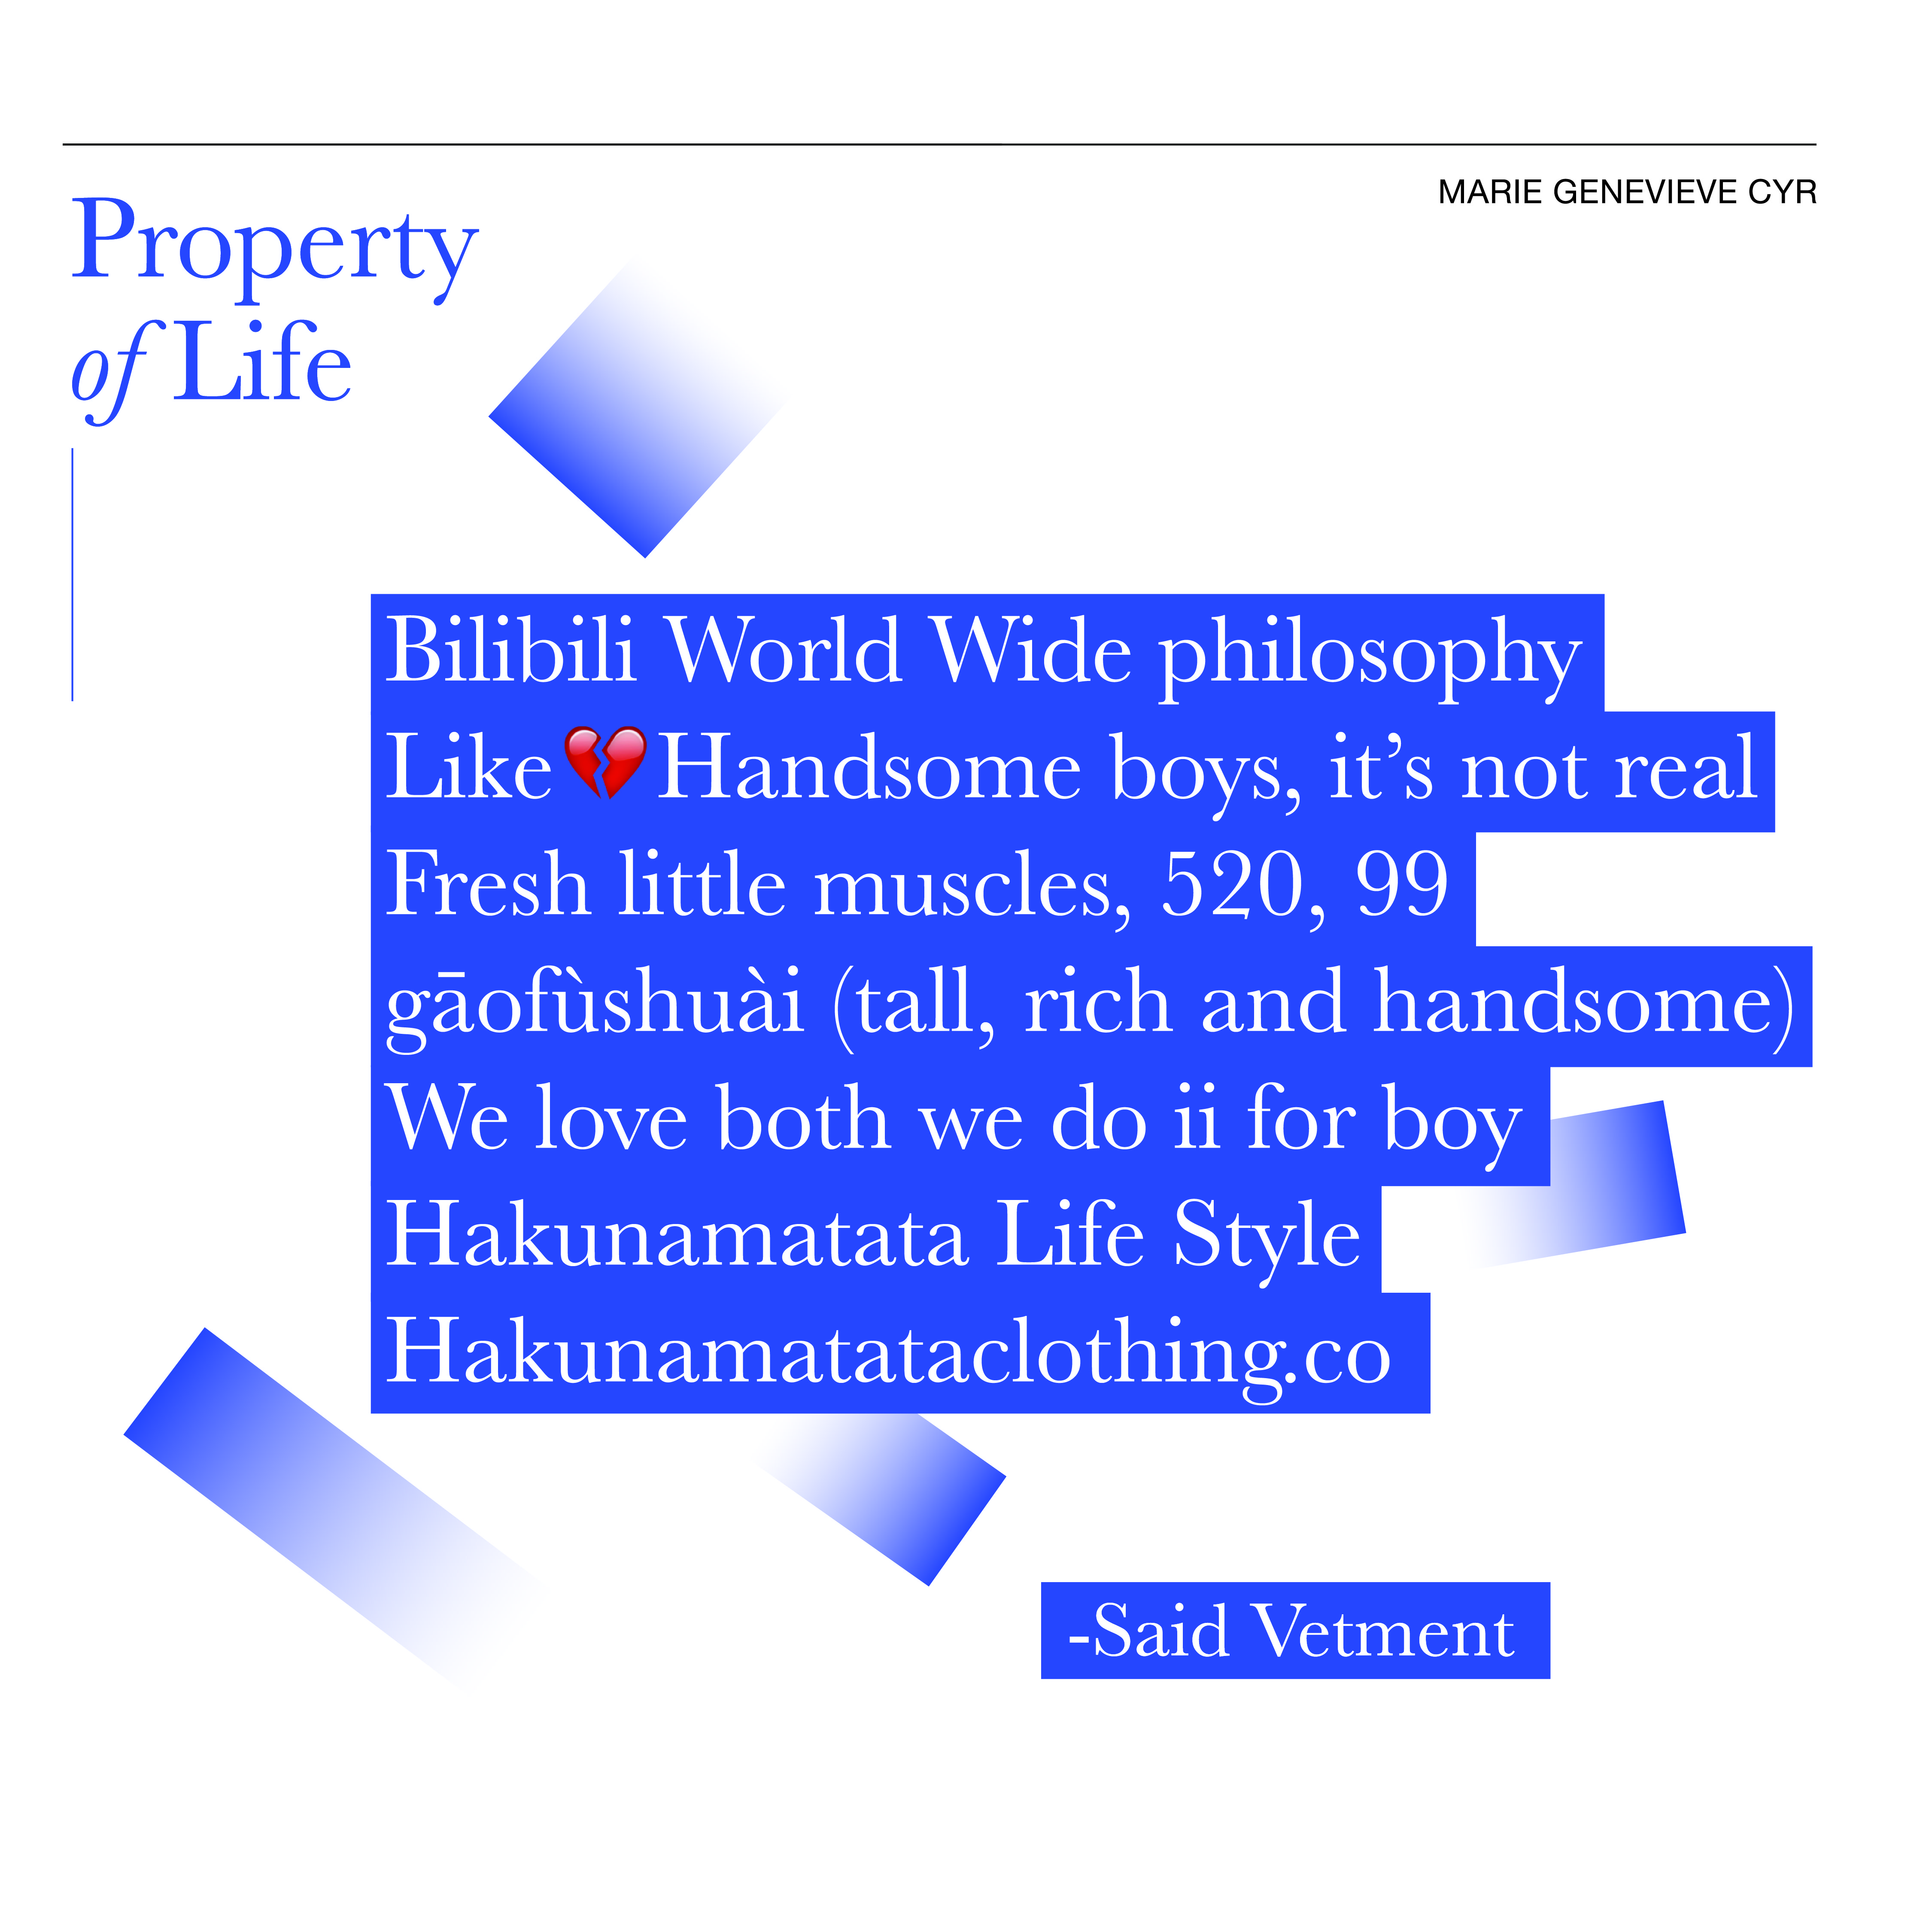 MARIE GENEVIEVE CYR
Property
of Life
Bilibili World Wide philosophy
Like💔Handsome boys, it’s not real
Fresh little muscles, 520, 99
gāofùshuài (tall, rich and handsome)
We love both we do ii for boy
Hakunamatata Life Style
Hakunamatataclothing.co
-Said Vetment